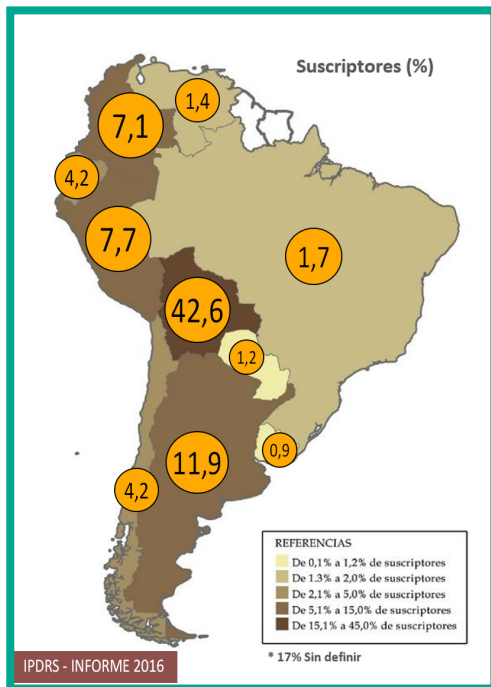 Suscriptores (%)
1,4
7,1
4,2
7,7
1,7
42,6
1,2
0,9
11,9
4,2
REFERENCIAS
De 0,1% a 1,2% de suscriptores
De 1.3% a 2,0% de suscriptores
De 2,1% a 5,0% de suscriptores
De 5,1% a 15,0% de suscriptores
De 15,1% a 45,0% de suscriptores
* 17% Sin definir
IPDRS - INFORME 2016